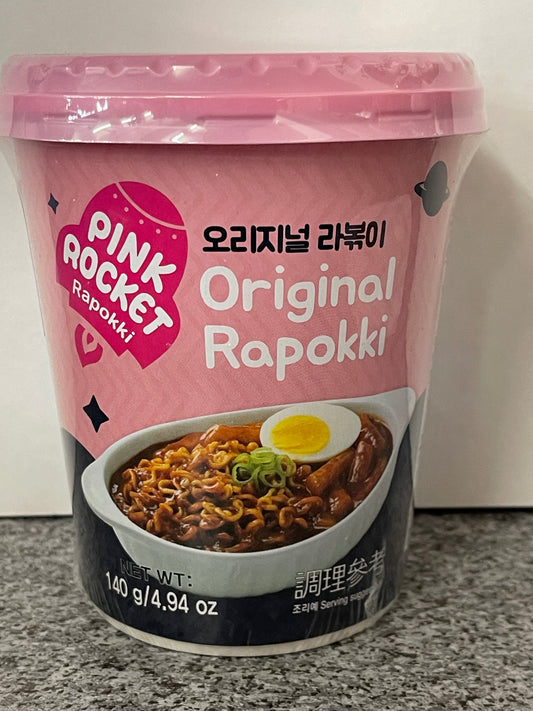 PINK
ROCKET
Rapokki
오리지널 라볶이
Original
Rapokki
NET WT:
140 g/4.94 oz
調理參考
조리예 Serving